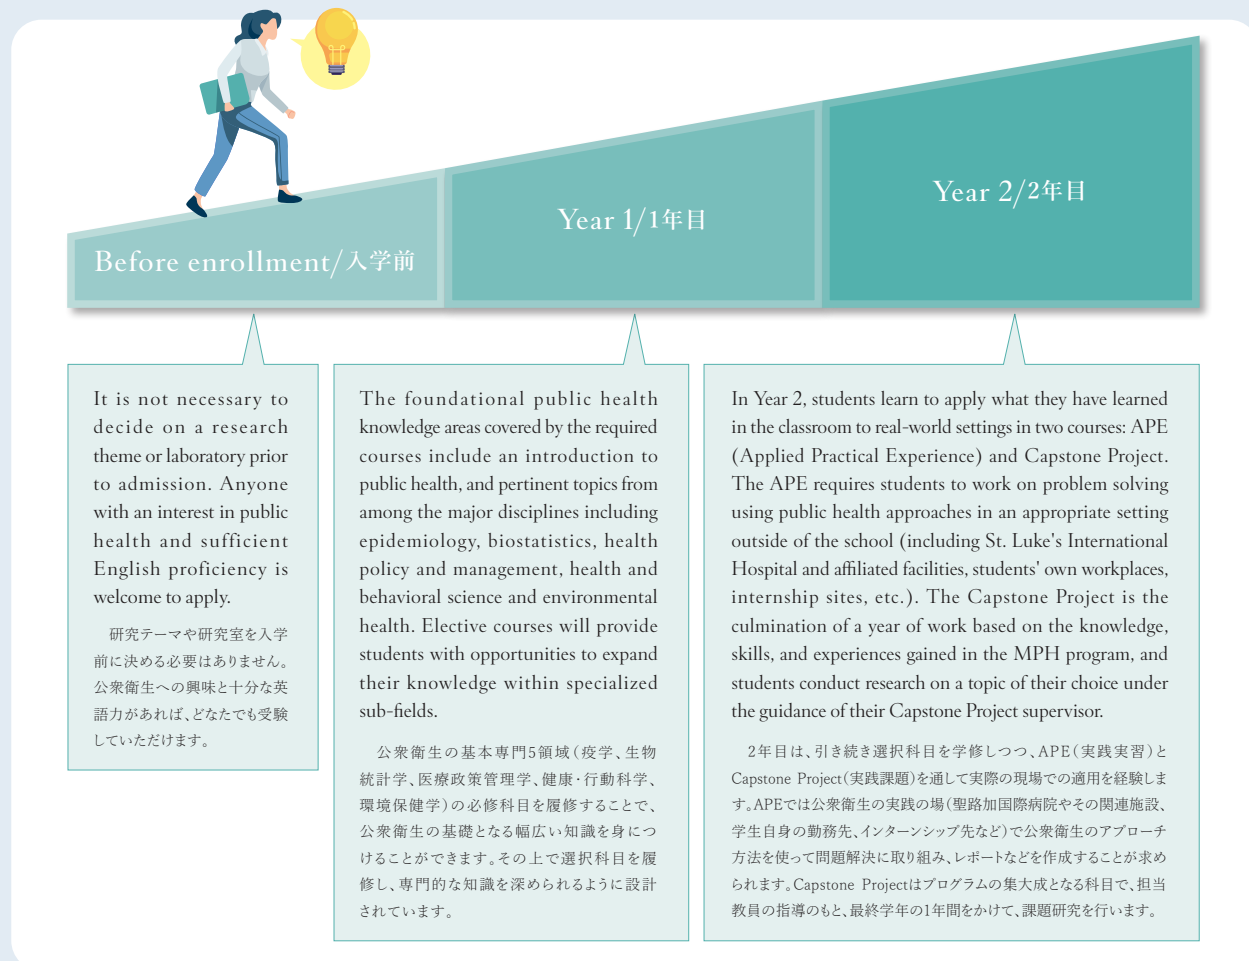 Before enrollment/入学前
Year 1/1年目
Year 2/2年目
It is not necessary to
decide on a research
theme or laboratory prior
to admission. Anyone
with an interest in public
health and sufficient
English proficiency is
welcome to apply.
研究テーマや研究室を入学
前に決める必要はありません。
公衆衛生への興味と十分な英
語力があれば、どなたでも受験
していただけます。
The foundational public health
knowledge areas covered by the required
courses include an introduction to
public health, and pertinent topics from
among the major disciplines including
epidemiology, biostatistics, health
policy and management, health and
behavioral science and environmental
health. Elective courses will provide
students with opportunities to expand
their knowledge within specialized
sub-fields.
公衆衛生の基本専門5領域(疫学、生物
統計学、医療政策管理学、健康・行動科学、
環境保健学)の必修科目を履修することで、
公衆衛生の基礎となる幅広い知識を身につ
けることができます。その上で選択科目を履
修し、専門的な知識を深められるように設計
されています。
In Year 2, students learn to apply what they have learned
in the classroom to real-world settings in two courses: APE
(Applied Practical Experience) and Capstone Project.
The APE requires students to work on problem solving
using public health approaches in an appropriate setting
outside of the school (including St. Luke's International
Hospital and affiliated facilities, students' own workplaces,
internship sites, etc.). The Capstone Project is the
culmination of a year of work based on the knowledge,
skills, and experiences gained in the MPH program, and
students conduct research on a topic of their choice under
the guidance of their Capstone Project supervisor.
2年目は、引き続き選択科目を学修しつつ、APE(実践実習)と
Capstone Project(実践課題)を通して実際の現場での適用を経験しま
す。APEでは公衆衛生の実践の場(聖路加国際病院やその関連施設、
学生自身の勤務先、インターンシップ先など)で公衆衛生のアプローチ
方法を使って問題解決に取り組み、レポートなどを作成することが求め
られます。Capstone Projectはプログラムの集大成となる科目で、担当
教員の指導のもと、最終学年の1年間をかけて、課題研究を行います。